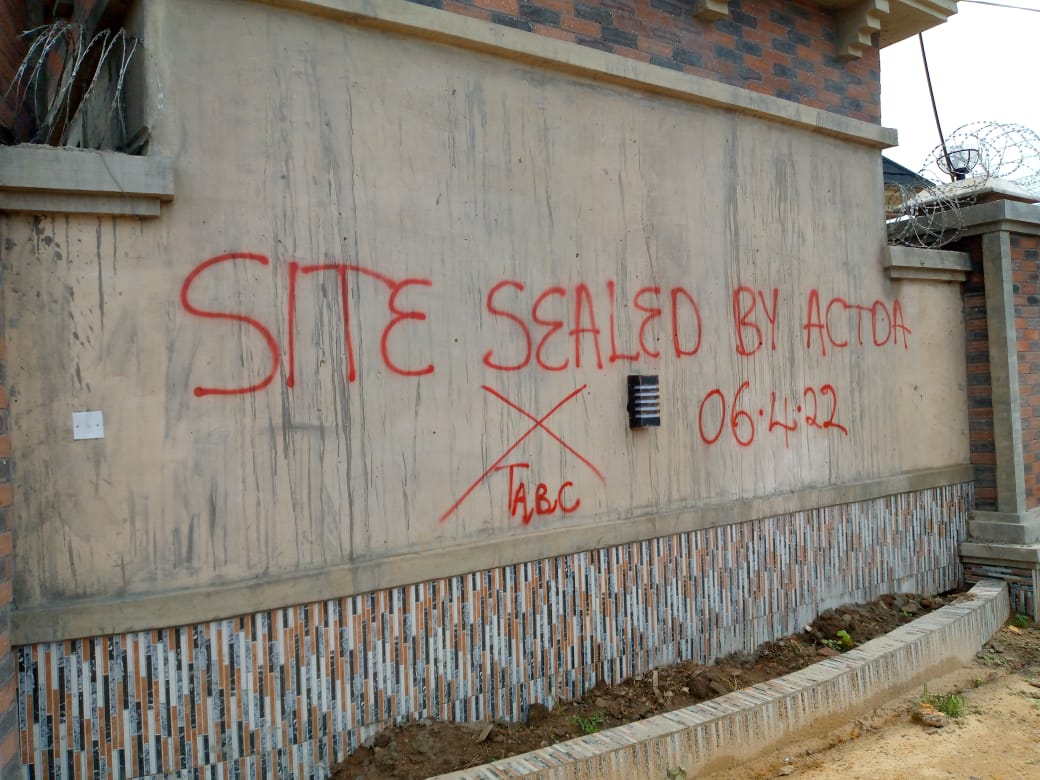 SITE SEALED BY ACTDA
06.4.22
TABC